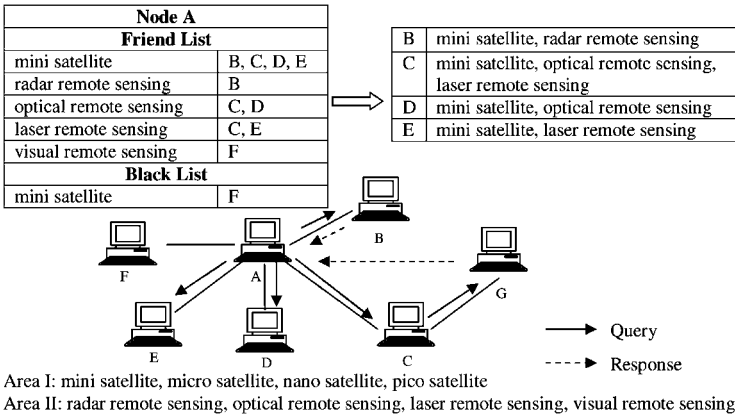 Node A
Friend List
mini satellite B, C, D, E
radar remote sensing B
optical remote sensing C, D
laser remote sensing C, E
visual remote sensing F
Black List
mini satellite F
B mini satellite, radar remote sensing
C mini satellite, optical remote sensing,
laser remote sensing
D mini satellite, optical remote sensing
E mini satellite, laser remote sensing
B
F
A
G
E
D
C
Query
Response
Area I: mini satellite, micro satellite, nano satellite, pico satellite
Area II: radar remote sensing, optical remote sensing, laser remote sensing, visual remote sensing